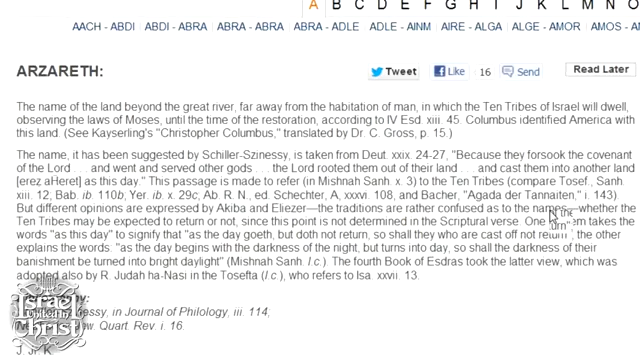 A B C D E F G H I J K L M N O
AACH - ABDI ABDI - ABRA ABRA - ABRA ABRA - ADLE ADLE - AINM AIRE - ALGA ALGE - AMOR AMOS - AN
ARZARETH:
Tweet Like 16 Send Read Later
The name of the land beyond the great river, far away from the habitation of man, in which the Ten Tribes of Israel will dwell,
observing the laws of Moses, until the time of the restoration, according to IV Esd. xiii. 45. Columbus identified America with
this land. (See Kayserling's "Christopher Columbus," translated by Dr. C. Gross, p. 15.)
The name, it has been suggested by Schiller-Szinessy, is taken from Deut. xxix. 24-27, "Because they forsook the covenant
of the Lord . . . and went and served other gods . . . the Lord rooted them out of their land . . . and cast them into another land
[ereẓ aHeret] as this day." This passage is made to refer (in Mishnah Sanh. x. 3) to the Ten Tribes (compare Tosef., Sanh.
xiii. 12, Bab. ib. 110b, Yer. ib. x. 29c, Ab. R. N., ed. Schechter, A, xxxvi. 108, and Bacher, "Agada der Tannaiten," i. 143)
But different opinions are expressed by Akiba and Eliezer—the traditions are rather confused as to the names—whether the
Ten Tribes may be expected to return or not, since this point is not determined in the Scriptural verse. One takes the
words "as this day" to signify that "as the day goeth, but doth not return, so shall they who are cast off not return", the other
explains the words. "as the day begins with the darkness of the night, but turns into day, so shall the darkness of their
banishment be turned into bright daylight" (Mishnah Sanh. l.c.). The fourth Book of Esdras took the latter view, which was
adopted also by R. Judah ha-Nasi in the Tosefta (l.c.), who refers to Isa. xxvii. 13.
in Journal of Philology, iii. 114,
Quart. Rev. i. 16.
Israel
United in
Christ
J. Jr. K.